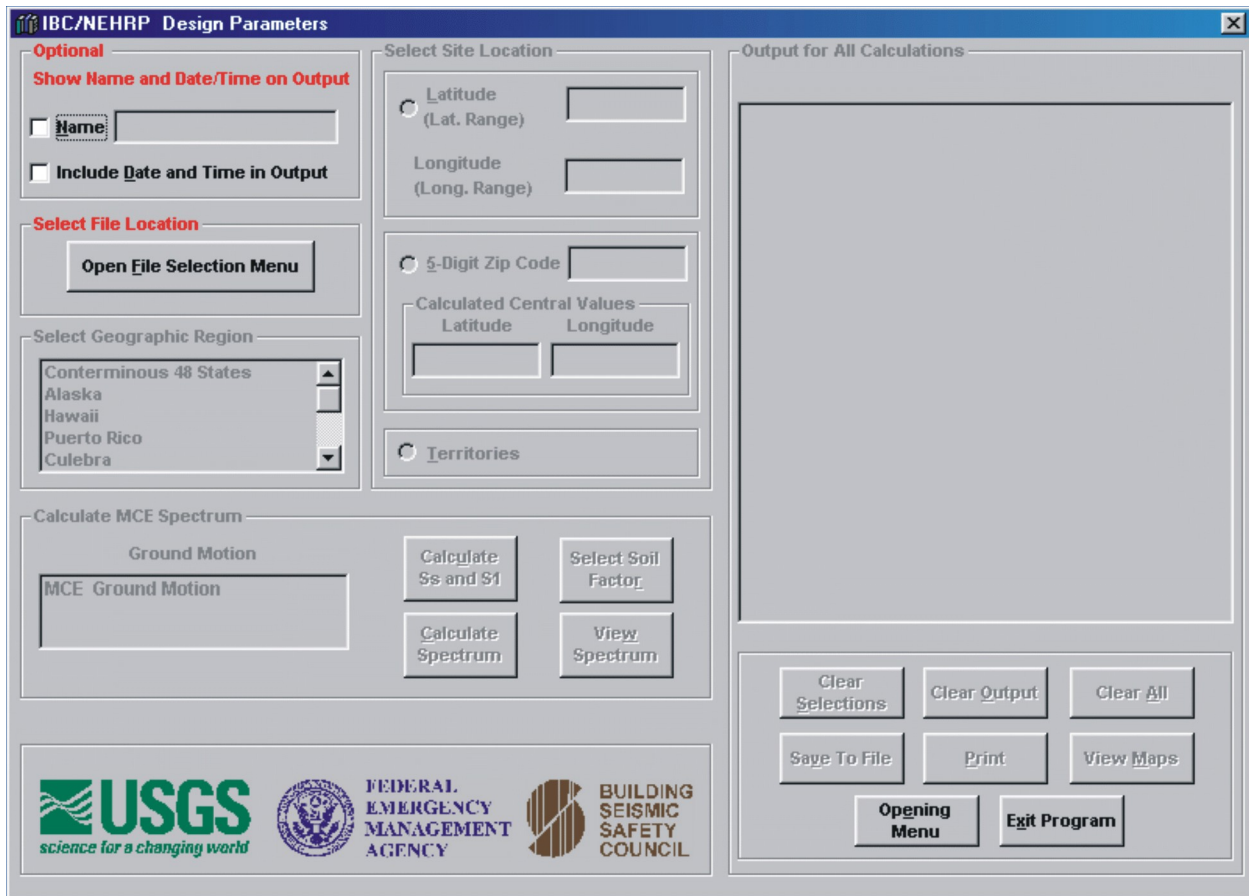 IBC/NEHRP Design Parameters
Optional
Show Name and Date/Time on Output
Name
Include Date and Time in Output
Select File Location
Open File Selection Menu
Select Geographic Region
Conterminous 48 States
Alaska
Hawaii
Puerto Rico
Culebra
Select Site Location
Latitude
(Lat. Range)
Longitude
(Long. Range)
5-Digit Zip Code
Calculated Central Values
Latitude Longitude
Territories
Calculate MCE Spectrum
Ground Motion
MCE Ground Motion
Calculate
Ss and S1
Select Soil
Factor
Calculate
Spectrum
View
Spectrum
Output for All Calculations
Clear
Selections
Clear Output
Clear All
Save To File
Print
View Maps
Opening
Menu
Exit Program
USGS
science for a changing world
FEDERAL
EMERGENCY
MANAGEMENT
AGENCY
BUILDING
SEISMIC
SAFETY
COUNCIL